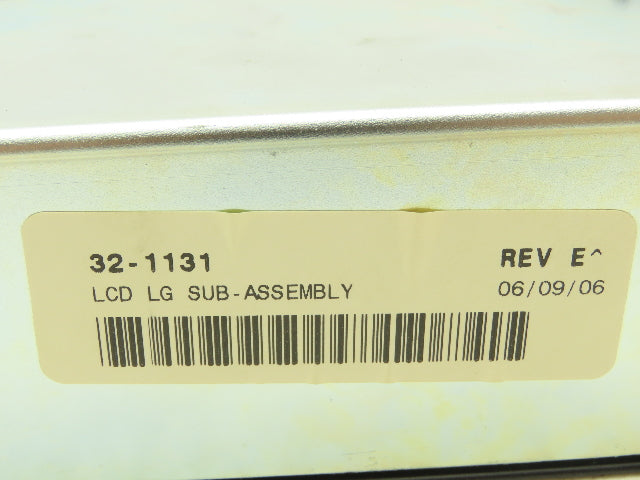 32-1131
REV E^
LCD LG SUB-ASSEMBLY
06/09/06